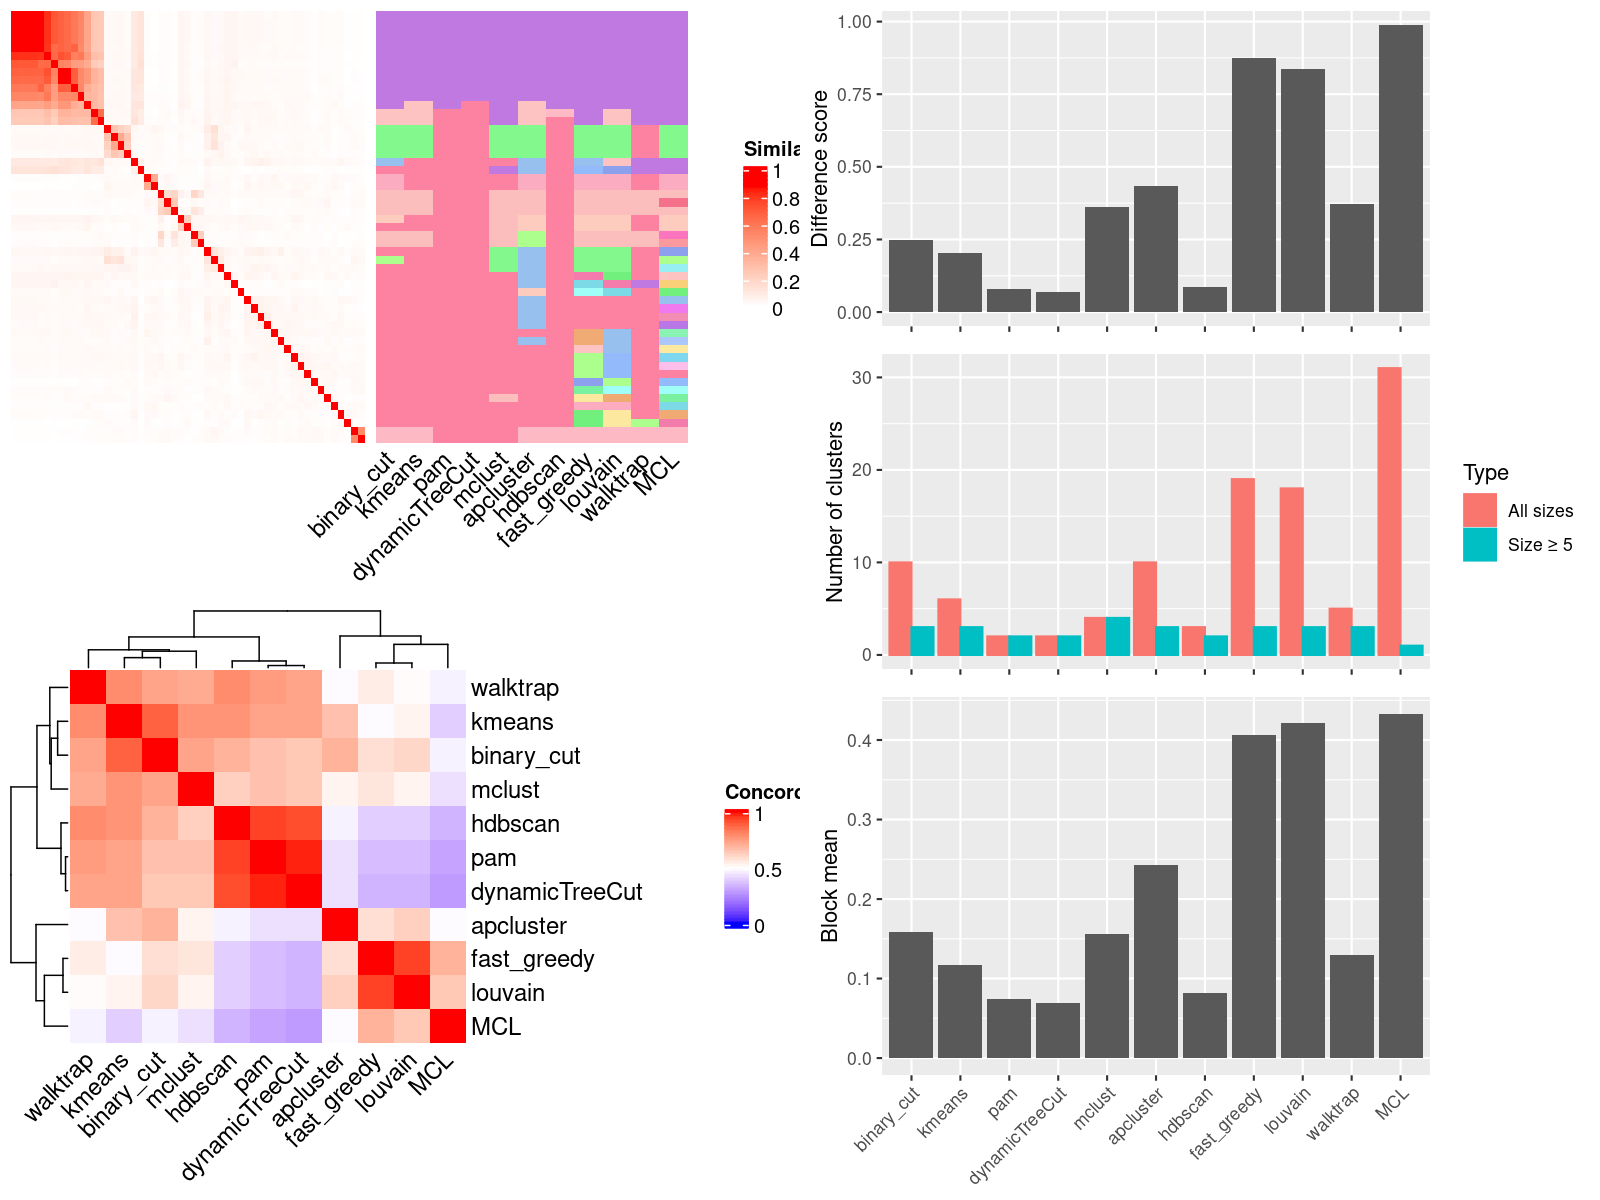 Simila
1
0.8
0.6
0.4
0.2
0
binary_cut
kmeans
pam
dynamicTreeCut
mclust
apcluster
hdbscan
fast_greedy
louvain
walktrap
MCL
walktrap
kmeans
binary_cut
mclust
hdbscan
pam
dynamicTreeCut
apcluster
fast_greedy
louvain
MCL
Concord
1
0.5
0
walktrap
kmeans
binary_cut
mclust
hdbscan
pam
dynamicTreeCut
apcluster
fast_greedy
louvain
MCL
Difference score
1.00
0.75
0.50
0.25
0.00
Number of clusters
30
20
10
0
Type
All sizes
Size ≥ 5
Block mean
0.4
0.3
0.2
0.1
0.0
binary_cut
kmeans
pam
dynamicTreeCut
mclust
apcluster
hdbscan
fast_greedy
louvain
walktrap
MCL